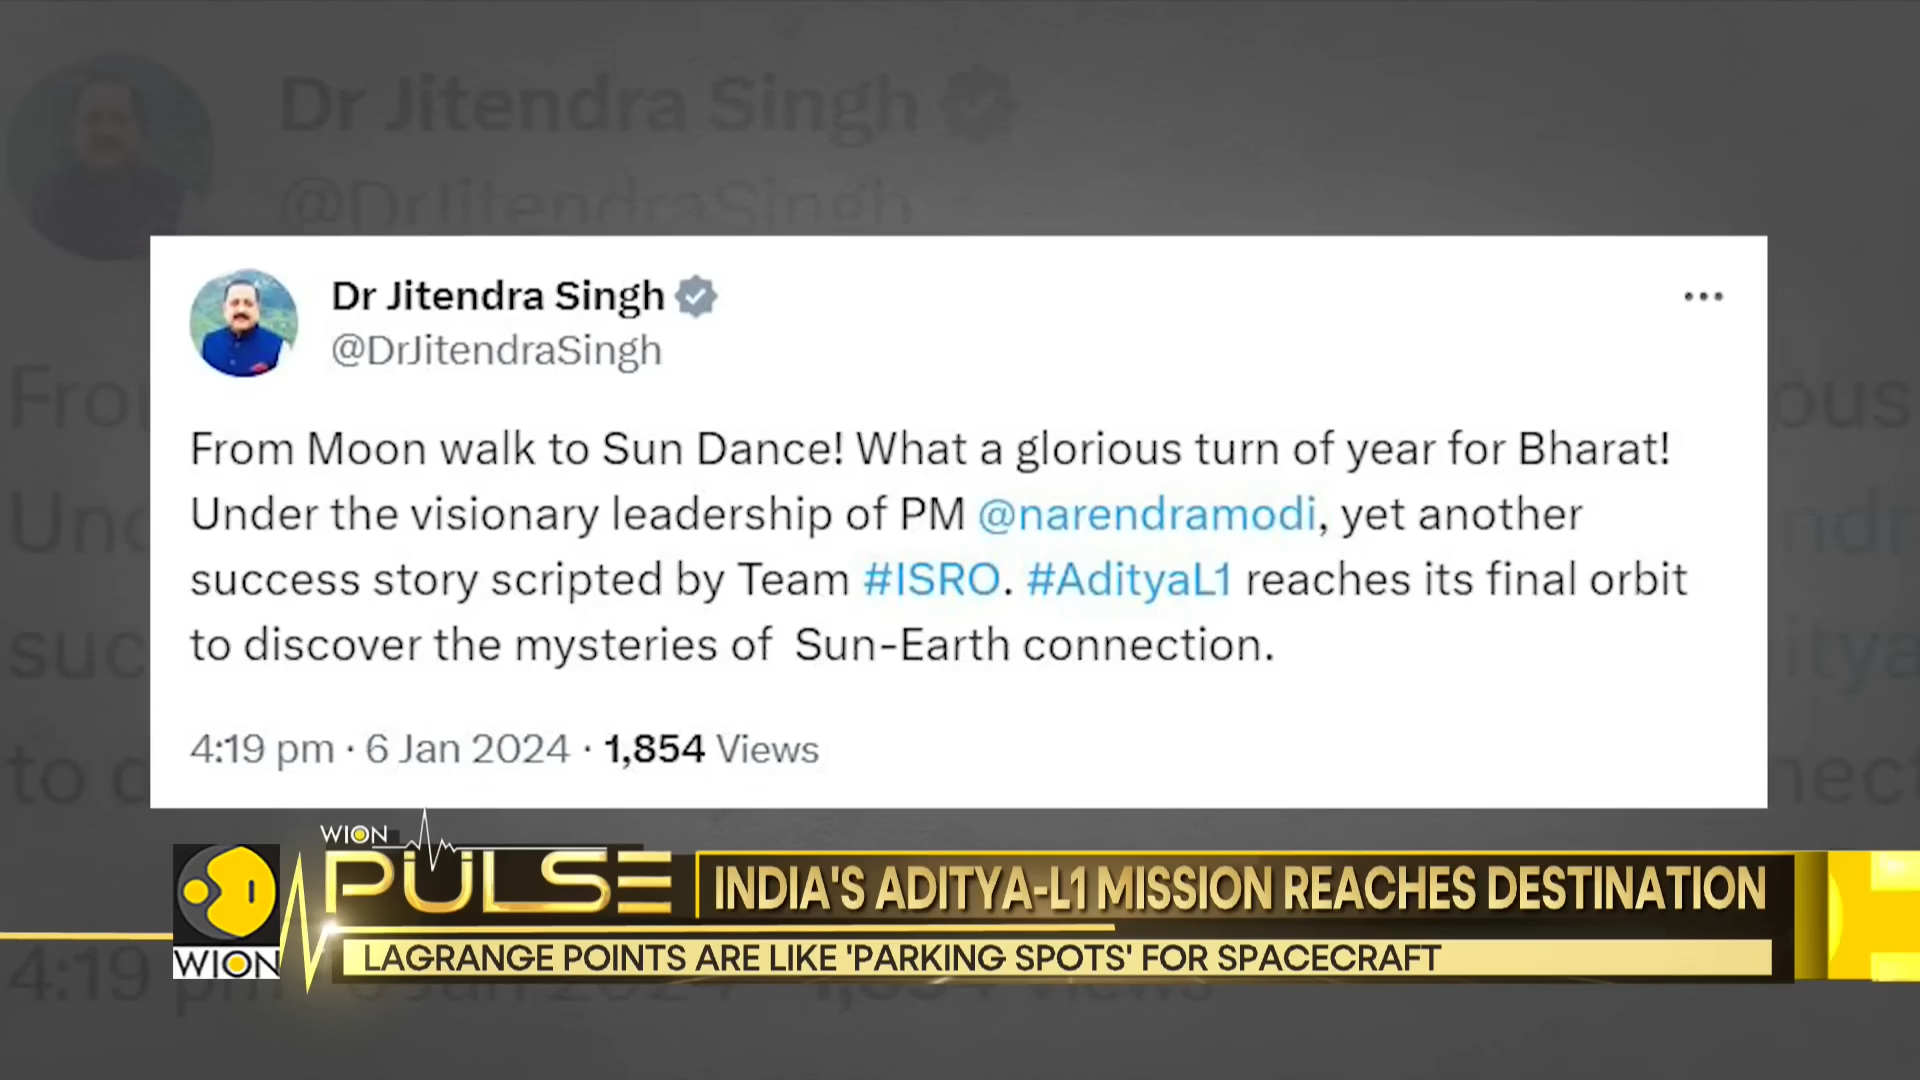 Dr Jitendra Singh
@DrJitendraSingh
Dr Jitendra Singh
@DrJitendraSingh
From Moon walk to Sun Dance! What a glorious turn of year for Bharat!
Under the visionary leadership of PM @narendramodi, yet another
success story scripted by Team #ISRO. #AdityaL1 reaches its final orbit
to discover the mysteries of Sun-Earth connection.
4:19 pm · 6 Jan 2024 · 1,854 Views
WION
PULSE
INDIA'S ADITYA-L1 MISSION REACHES DESTINATION
WION
LAGRANGE POINTS ARE LIKE 'PARKING SPOTS' FOR SPACECRAFT